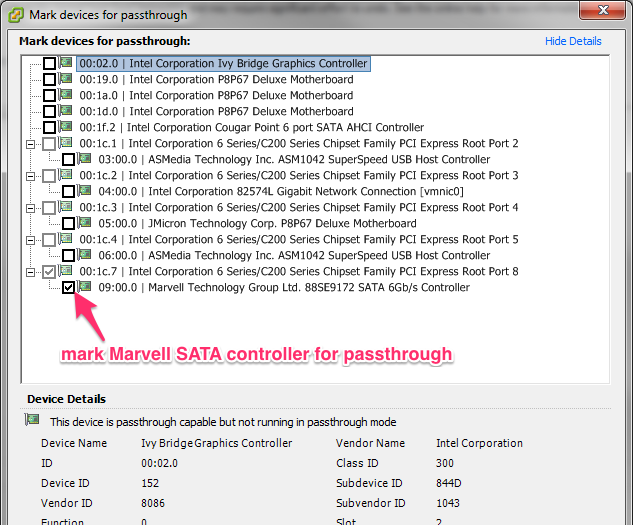 Mark devices for passthrough
Mark devices for passthrough:
Hide Details
00:02.0 | Intel Corporation Ivy Bridge Graphics Controller
00:19.0 | Intel Corporation P8P67 Deluxe Motherboard
00:1a.0 | Intel Corporation P8P67 Deluxe Motherboard
00:1d.0 | Intel Corporation P8P67 Deluxe Motherboard
00:1f.2 | Intel Corporation Cougar Point 6 port SATA AHCI Controller
00:1c.1 | Intel Corporation 6 Series/C200 Series Chipset Family PCI Express Root Port 2
03:00.0 | ASMedia Technology Inc. ASM1042 SuperSpeed USB Host Controller
00:1c.2 | Intel Corporation 6 Series/C200 Series Chipset Family PCI Express Root Port 3
04:00.0 | Intel Corporation 82574L Gigabit Network Connection [vmnic0]
00:1c.3 | Intel Corporation 6 Series/C200 Series Chipset Family PCI Express Root Port 4
05:00.0 | JMicron Technology Corp. P8P67 Deluxe Motherboard
00:1c.4 | Intel Corporation 6 Series/C200 Series Chipset Family PCI Express Root Port 5
06:00.0 | ASMedia Technology Inc. ASM1042 SuperSpeed USB Host Controller
00:1c.7 | Intel Corporation 6 Series/C200 Series Chipset Family PCI Express Root Port 8
09:00.0 | Marvell Technology Group Ltd. 88SE9172 SATA 6Gb/s Controller
mark Marvell SATA controller for passthrough
Device Details
This device is passthrough capable but not running in passthrough mode
Device Name Ivy Bridge Graphics Controller Vendor Name Intel Corporation
ID 00:02.0 Class ID 300
Device ID 152 Subdevice ID 844D
Vendor ID 8086 Subvendor ID 1043
Function 0 Slot 2